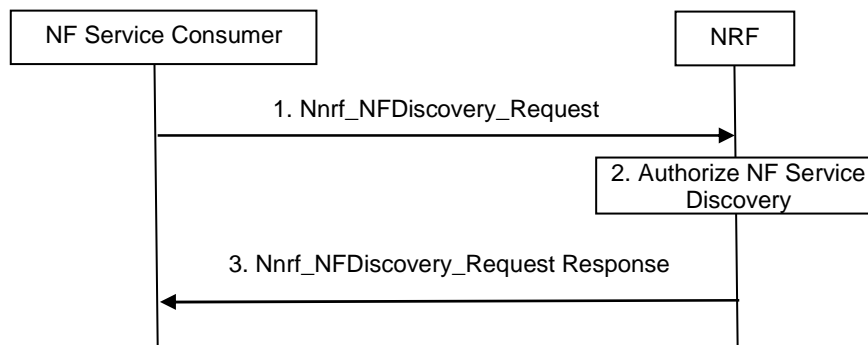 NF Service Consumer
NRF
1. Nnrf_NFDiscovery_Request
2. Authorize NF Service
Discovery
3. Nnrf_NFDiscovery_Request Response